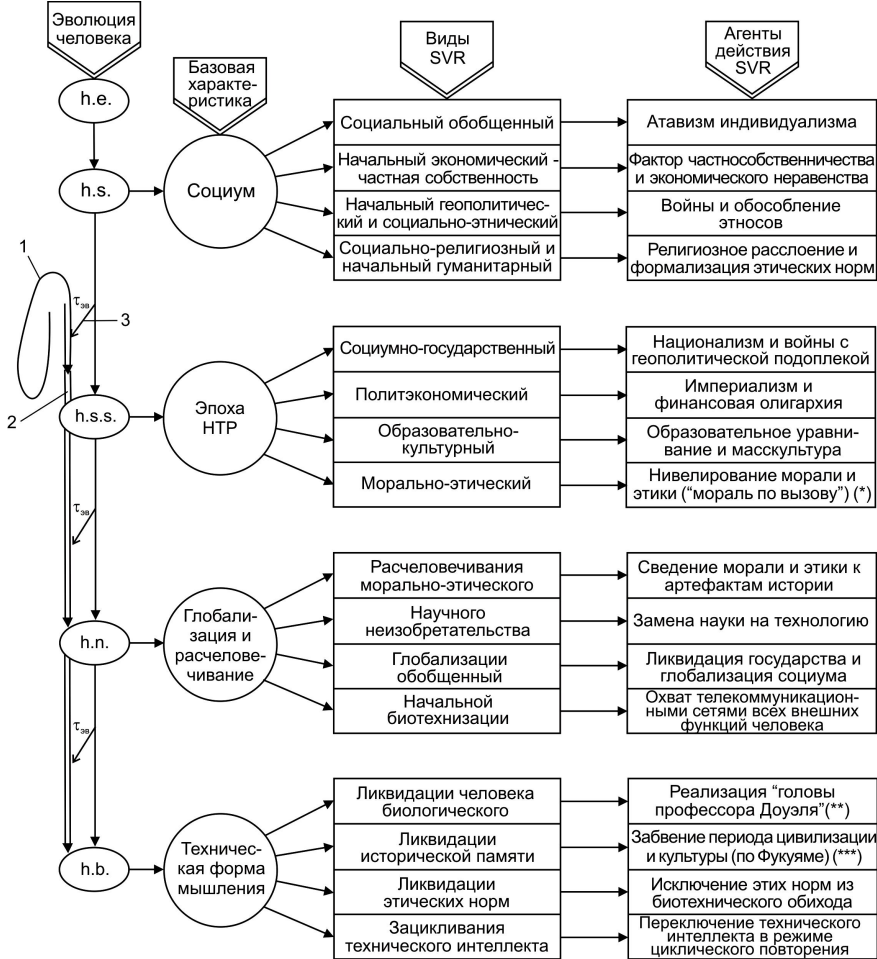 Эволюция
человека
Базовая
характе-
ристика
Виды
SVR
Агенты
действия
SVR
h.e.
h.s.
Социум
Социальный обобщенный
Атавизм индивидуализма
Начальный экономический -
частная собственность
Фактор частнособственничества
и экономического неравенства
Начальный геополитичес-
кий и социально-этнический
Войны и обособление
этносов
Социально-религиозный и
начальный гуманитарный
Религиозное расслоение и
формализация этических норм
1
τэв
3
2
h.s.s.
Эпоха
НТР
Социумно-государственный
Национализм и войны с
геополитической подоплекой
Политэкономический
Империализм и
финансовая олигархия
Образовательно-
культурный
Образовательное уравни-
вание и масскультура
Морально-этический
Нивелирование морали и
этики (“мораль по вызову”) (*)
τэв
h.n.
Глобали-
зация и
расчелове-
чивание
Расчеловечивания
морально-этического
Сведение морали и этики к
артефактам истории
Научного
неизобретательства
Замена науки на технологию
Глобализации
обобщенный
Ликвидация государства и
глобализация социума
Начальной
биотехнизации
Охват телекоммуникацион-
ными сетями всех внешних
функций человека
τэв
h.b.
Техничес-
кая форма
мышления
Ликвидации человека
биологического
Реализация “головы
профессора Доуэля”(**)
Ликвидации
исторической памяти
Забвение периода цивилизации
и культуры (по Фукуяме) (***)
Ликвидации
этических норм
Исключение этих норм из
биотехнического обихода
Зацикливания
технического интеллекта
Переключение технического
интеллекта в режиме
циклического повторения